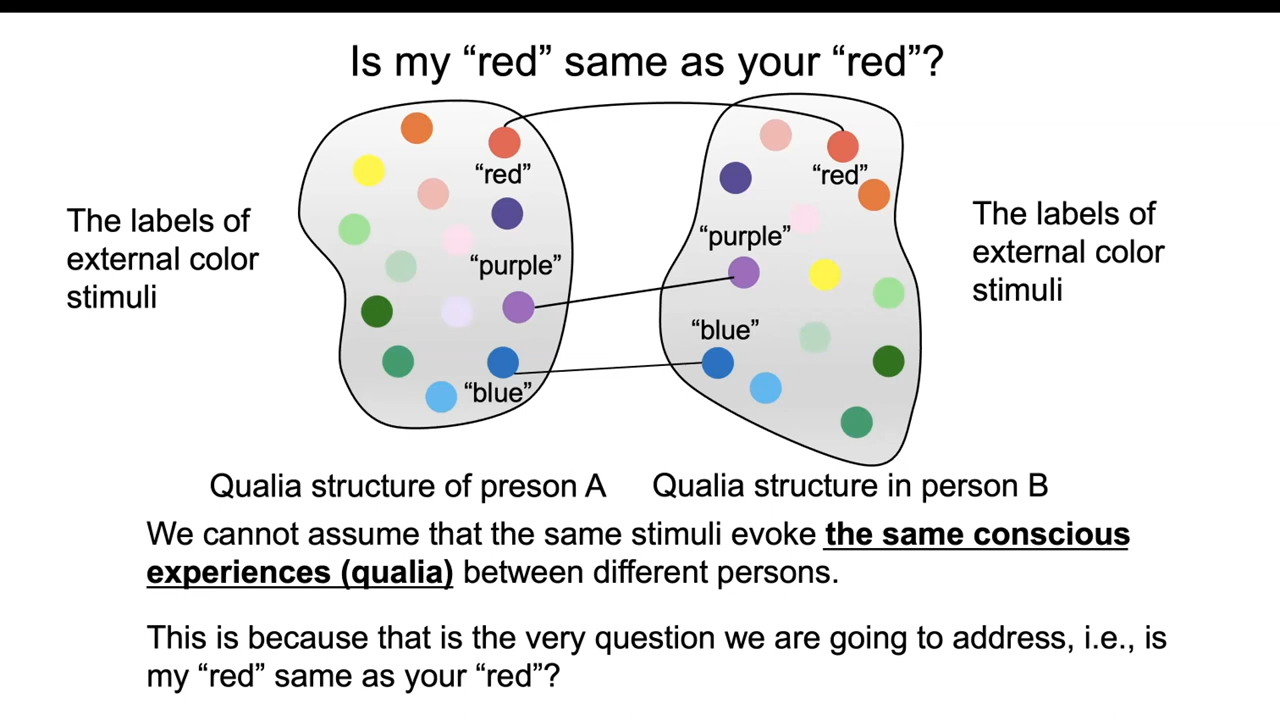 Is my “red” same as your “red”?
“red”
“purple”
“blue”
“red”
“purple”
“blue”
The labels of
external color
stimuli
The labels of
external color
stimuli
Qualia structure of preson A
Qualia structure in person B
We cannot assume that the same stimuli evoke the same conscious
experiences (qualia) between different persons.
This is because that is the very question we are going to address, i.e., is
my “red” same as your “red”?